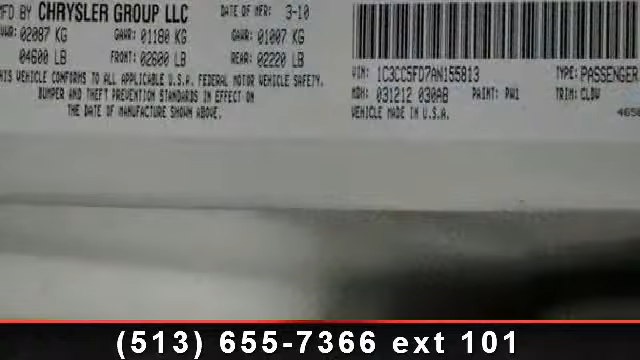 MFD BY CHRYSLER GROUP LLC DATE OF MFR: 3-10
GVWR: 02087 KG GAWR: 01180 KG GAWR: 01007 KG
04600 LB FRONT: 02600 LB REAR: 02220 LB
THIS VEHICLE CONFORMS TO ALL APPLICABLE U.S.A. FEDERAL MOTOR VEHICLE SAFETY,
BUMPER AND THEFT PREVENTION STANDARDS IN EFFECT ON
THE DATE OF MANUFACTURE SHOWN ABOVE.
VIN: 1C3CC5FD7AN155813 TYPE: PASSENGER
MDH: 031212 030AB PAINT: PW1 TRIM: CLDV
VEHICLE MADE IN U.S.A.
4656
(513) 655-7366 ext 101